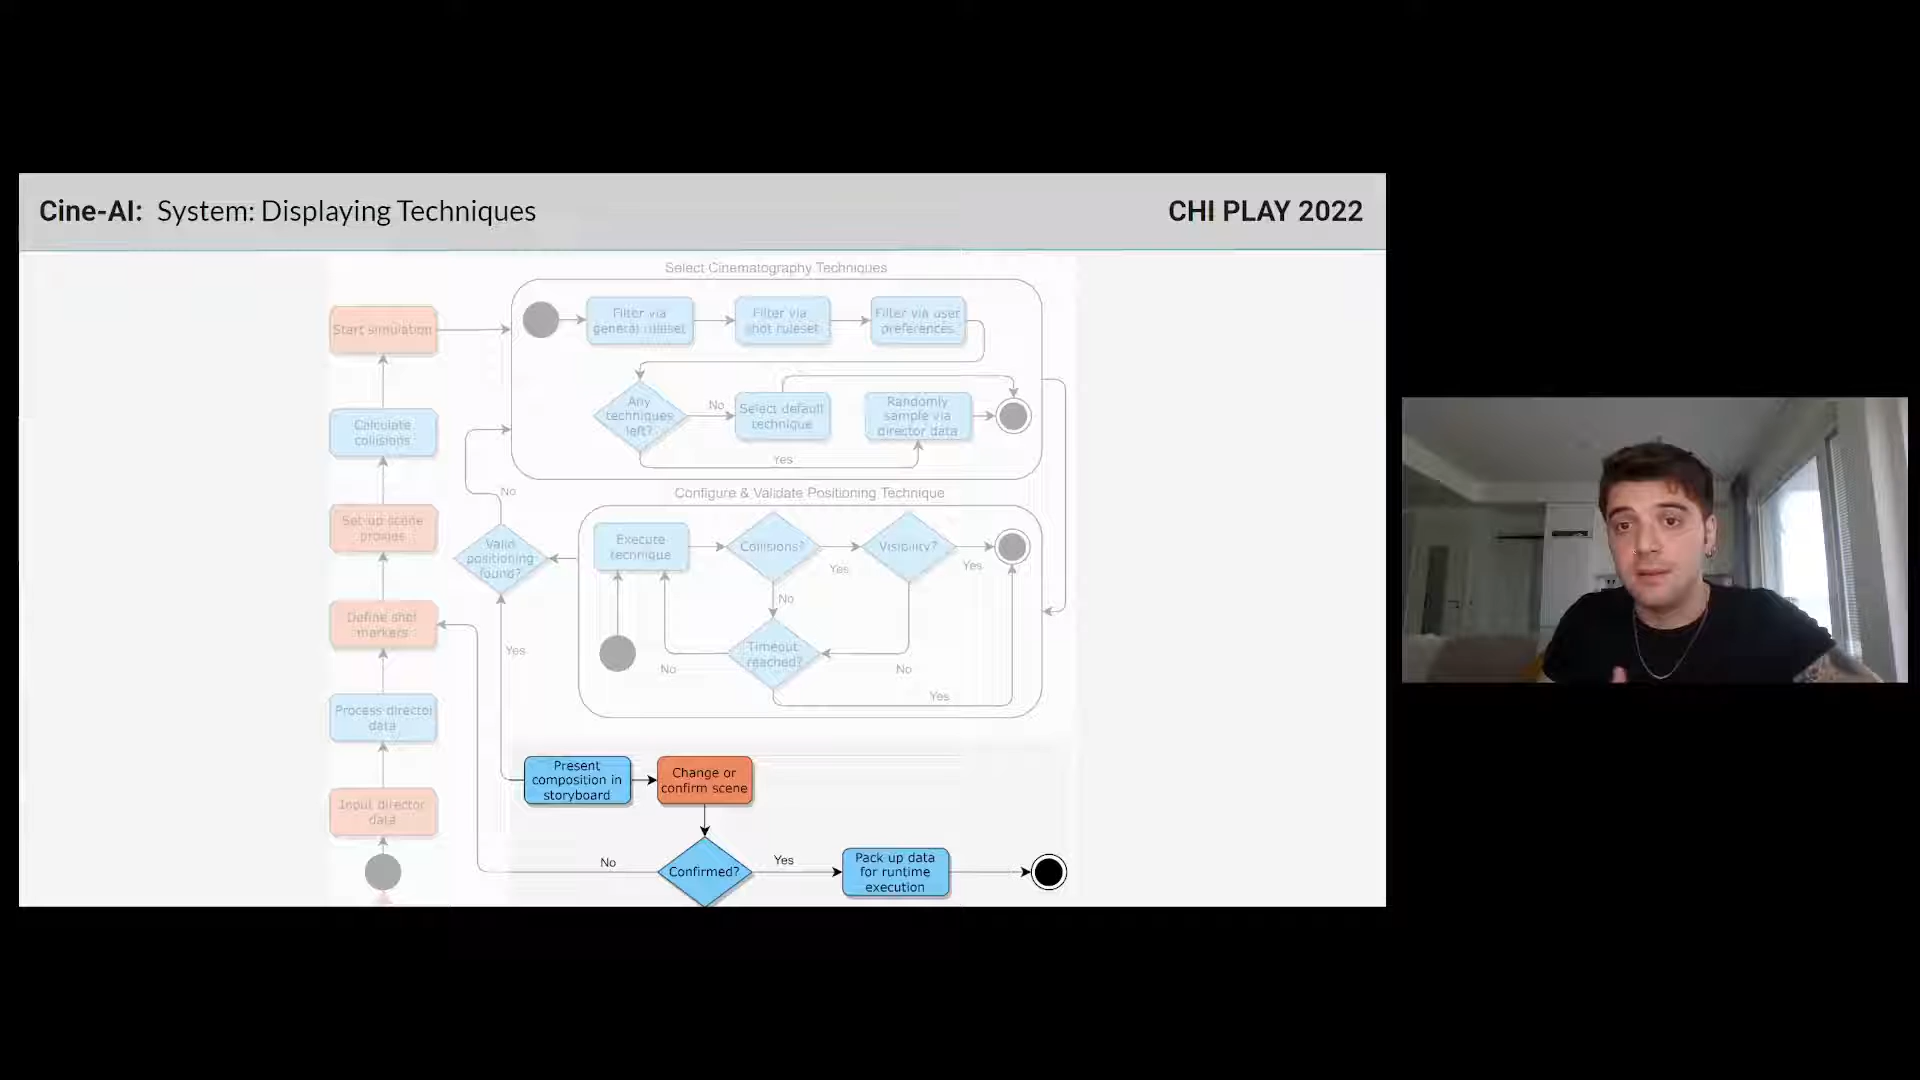 Cine-AI: System: Displaying Techniques
CHI PLAY 2022
Select Cinematography Techniques
Start simulation
Filter via
general ruleset
Filter via
shot ruleset
Filter via user
preferences
Any
techniques
left?
No
Select default
technique
Randomly
sample via
director data
Yes
Calculate
collisions
No
Configure & Validate Positioning Technique
Set up scene
proxies
Valid
positioning
found?
Execute
technique
Collisions?
Yes
Visibility?
Yes
No
Define shot
markers
Yes
Timeout
reached?
No
No
Yes
Process director
data
Present
composition in
storyboard
Change or
confirm scene
Input director
data
No
Confirmed?
Yes
Pack up data
for runtime
execution